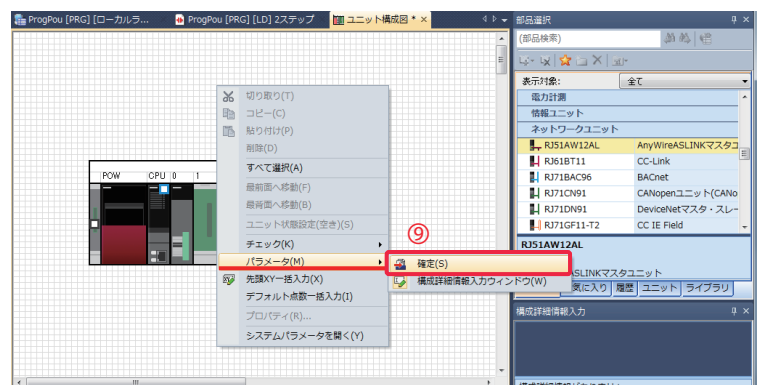 ProgPou [PRG] [ローカルラ...
ProgPou [PRG] [LD] 2ステップ
ユニット構成図 *
部品選択
(部品検索)
表示対象:
全て
電力計測
情報ユニット
ネットワークユニット
RJ51AW12AL AnyWireASLINKマスタユ
RJ61BT11 CC-Link
RJ71BAC96 BACnet
RJ71CN91 CANopenユニット(CANo
RJ71DN91 DeviceNetマスタ・スレー
RJ71GF11-T2 CC IE Field
RJ51AW12AL
SLINKマスタユニット
気に入り
履歴
ユニット
ライブラリ
構成詳細情報入力
POW
CPU
0
1
切り取り(T)
コピー(C)
貼り付け(P)
削除(D)
すべて選択(A)
最前面へ移動(F)
最背面へ移動(B)
ユニット状態設定(空き)(S)
チェック(K)
パラメータ(M)
先頭XY一括入力(X)
デフォルト点数一括入力(I)
プロパティ(R)...
システムパラメータを開く(Y)
⑨
確定(S)
構成詳細情報入力ウィンドウ(W)